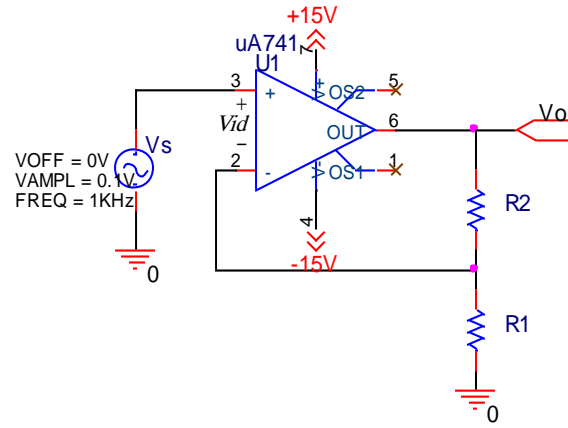 +15V
uA741
U1
7
3
+
V+
OS2
5
+
Vid
−
OUT
6
Vo
Vs
2
-
V-
OS1
1
VOFF = 0V
VAMPL = 0.1V
FREQ = 1KHz
4
R2
-15V
0
R1
0